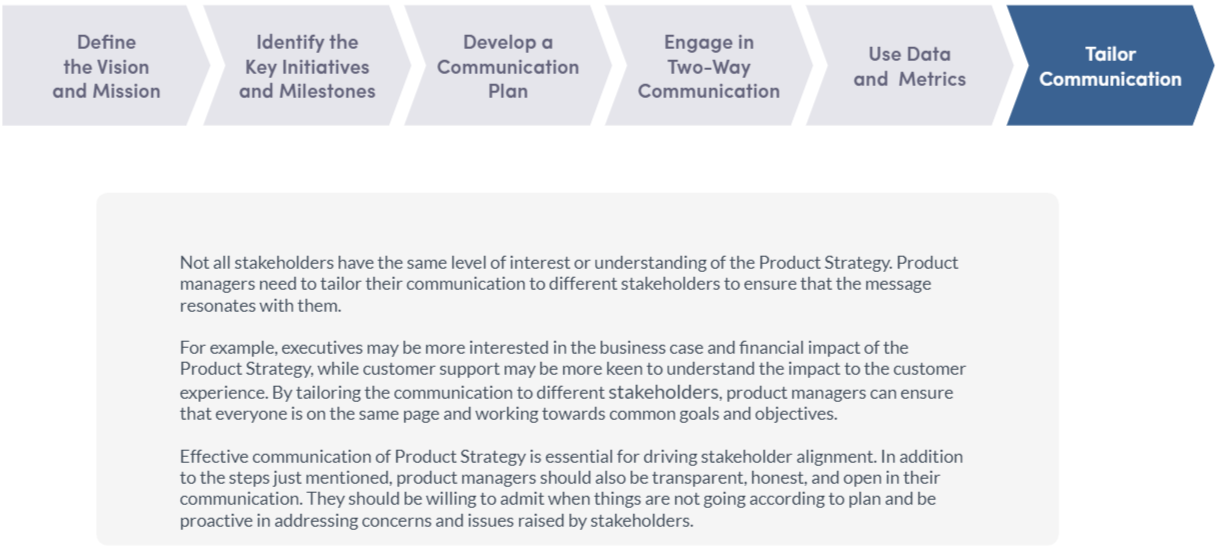 Define
the Vision
and Mission
Identify the
Key Initiatives
and Milestones
Develop a
Communication
Plan
Engage in
Two-Way
Communication
Use Data
and Metrics
Tailor
Communication
Not all stakeholders have the same level of interest or understanding of the Product Strategy. Product
managers need to tailor their communication to different stakeholders to ensure that the message
resonates with them.
For example, executives may be more interested in the business case and financial impact of the
Product Strategy, while customer support may be more keen to understand the impact to the customer
experience. By tailoring the communication to different stakeholders, product managers can ensure
that everyone is on the same page and working towards common goals and objectives.
Effective communication of Product Strategy is essential for driving stakeholder alignment. In addition
to the steps just mentioned, product managers should also be transparent, honest, and open in their
communication. They should be willing to admit when things are not going according to plan and be
proactive in addressing concerns and issues raised by stakeholders.